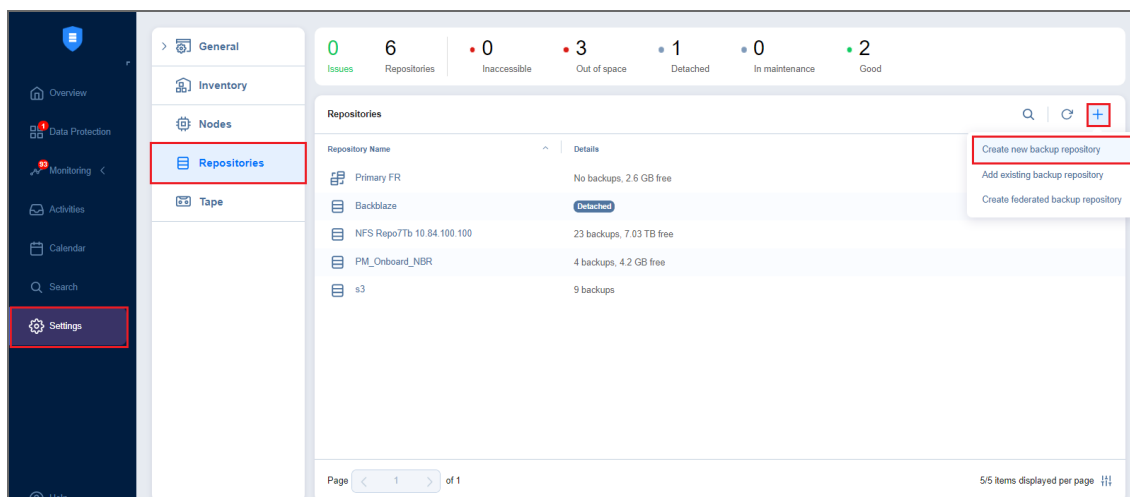 Overview
1
Data Protection
93
Monitoring
Activities
Calendar
Search
Settings
General
Inventory
Nodes
Repositories
Tape
0 6 0 3 1 0 2
Issues Repositories Inaccessible Out of space Detached In maintenance Good
Repositories
Repository Name Details
Primary FR No backups, 2.6 GB free
Backblaze Detached
NFS Repo7Tb 10.84.100.100 23 backups, 7.03 TB free
PM_Onboard_NBR 4 backups, 4.2 GB free
s3 9 backups
Create new backup repository
Add existing backup repository
Create federated backup repository
Page 1 of 1 5/5 items displayed per page